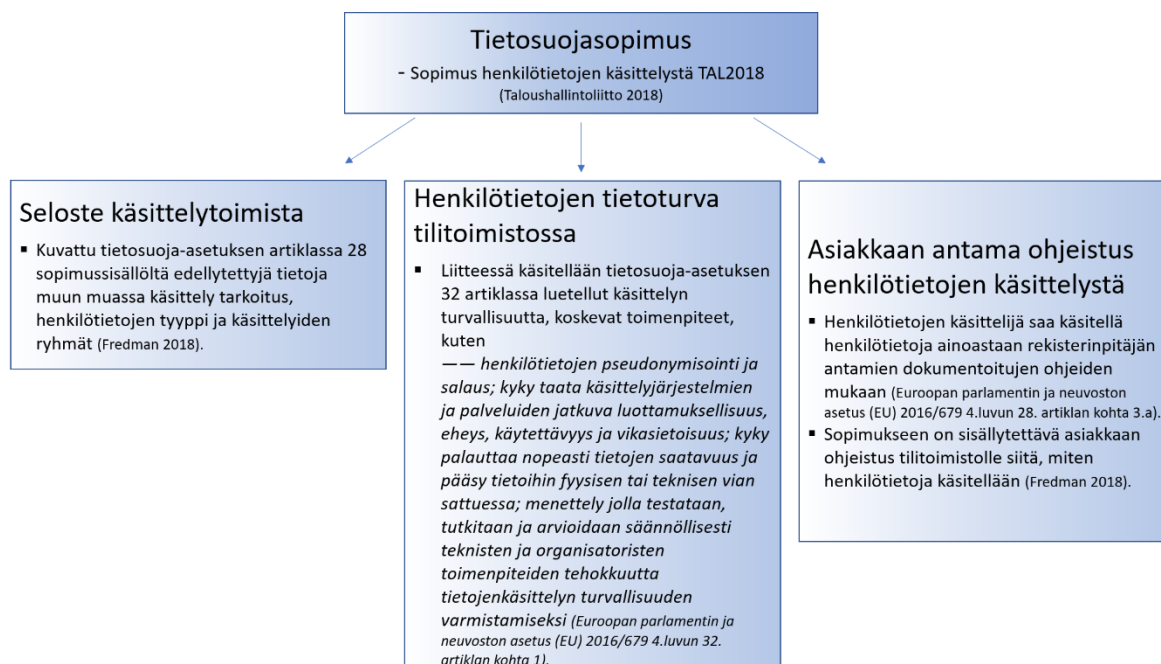 Tietosuojasopimus
- Sopimus henkilötietojen käsittelystä TAL2018
(Taloushallintoliitto 2018)
Seloste käsittelytoimista
▪ Kuvattu tietosuoja-asetuksen artiklassa 28
sopimussisällöltä edellytettyjä tietoja
muun muassa käsittely tarkoitus,
henkilötietojen tyyppi ja käsittelyiden
ryhmät (Fredman 2018).
Henkilötietojen tietoturva
tilitoimistossa
▪ Liitteessä käsitellään tietosuoja-asetuksen
32 artiklassa luetellut käsittelyn
turvallisuutta, koskevat toimenpiteet,
kuten
—— henkilötietojen pseudonymisointi ja
salaus; kyky taata käsittelyjärjestelmien
ja palveluiden jatkuva luottamuksellisuus,
eheys, käytettävyys ja vikasietoisuus; kyky
palauttaa nopeasti tietojen saatavuus ja
pääsy tietoihin fyysisen tai teknisen vian
sattuessa; menettely jolla testataan,
tutkitaan ja arvioidaan säännöllisesti
teknisten ja organisatoristen
toimenpiteiden tehokkuutta
tietojenkäsittelyn turvallisuuden
varmistamiseksi (Euroopan parlamentin ja
neuvoston asetus (EU) 2016/679 4.luvun 32.
artiklan kohta 1).
Asiakkaan antama ohjeistus
henkilötietojen käsittelystä
▪ Henkilötietojen käsittelijä saa käsitellä
henkilötietoja ainoastaan rekisterinpitäjän
antamien dokumentoitujen ohjeiden
mukaan (Euroopan parlamentin ja neuvoston
asetus (EU) 2016/679 4.luvun 28. artiklan kohta 3.a).
▪ Sopimukseen on sisällytettävä asiakkaan
ohjeistus tilitoimistolle siitä, miten
henkilötietoja käsitellään (Fredman 2018).